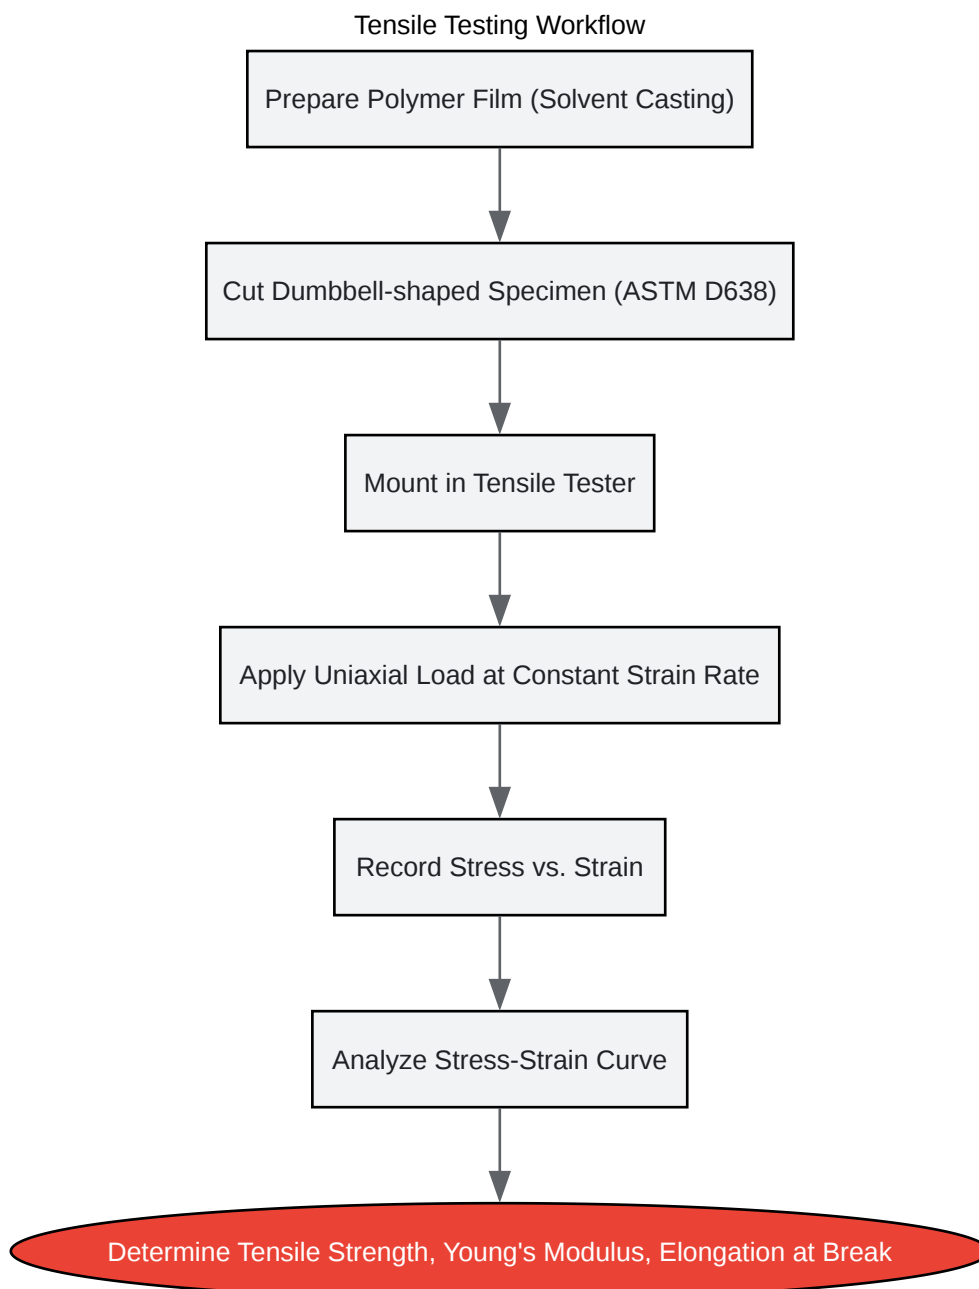 Tensile Testing Workflow
Prepare Polymer Film (Solvent Casting)
Cut Dumbbell-shaped Specimen (ASTM D638)
Mount in Tensile Tester
Apply Uniaxial Load at Constant Strain Rate
Record Stress vs. Strain
Analyze Stress-Strain Curve
Determine Tensile Strength, Young's Modulus, Elongation at Break